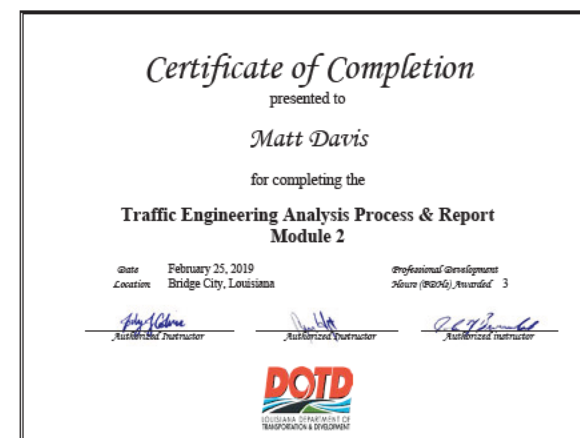 Certificate of Completion
presented to
Matt Davis
for completing the
Traffic Engineering Analysis Process & Report
Module 2
Date February 25, 2019
Location Bridge City, Louisiana
Professional Development
Hours (PDHs) Awarded 3
Authorized Instructor
Authorized Instructor
Authorized instructor
DOTD
LOUISIANA DEPARTMENT OF
TRANSPORTATION & DEVELOPMENT